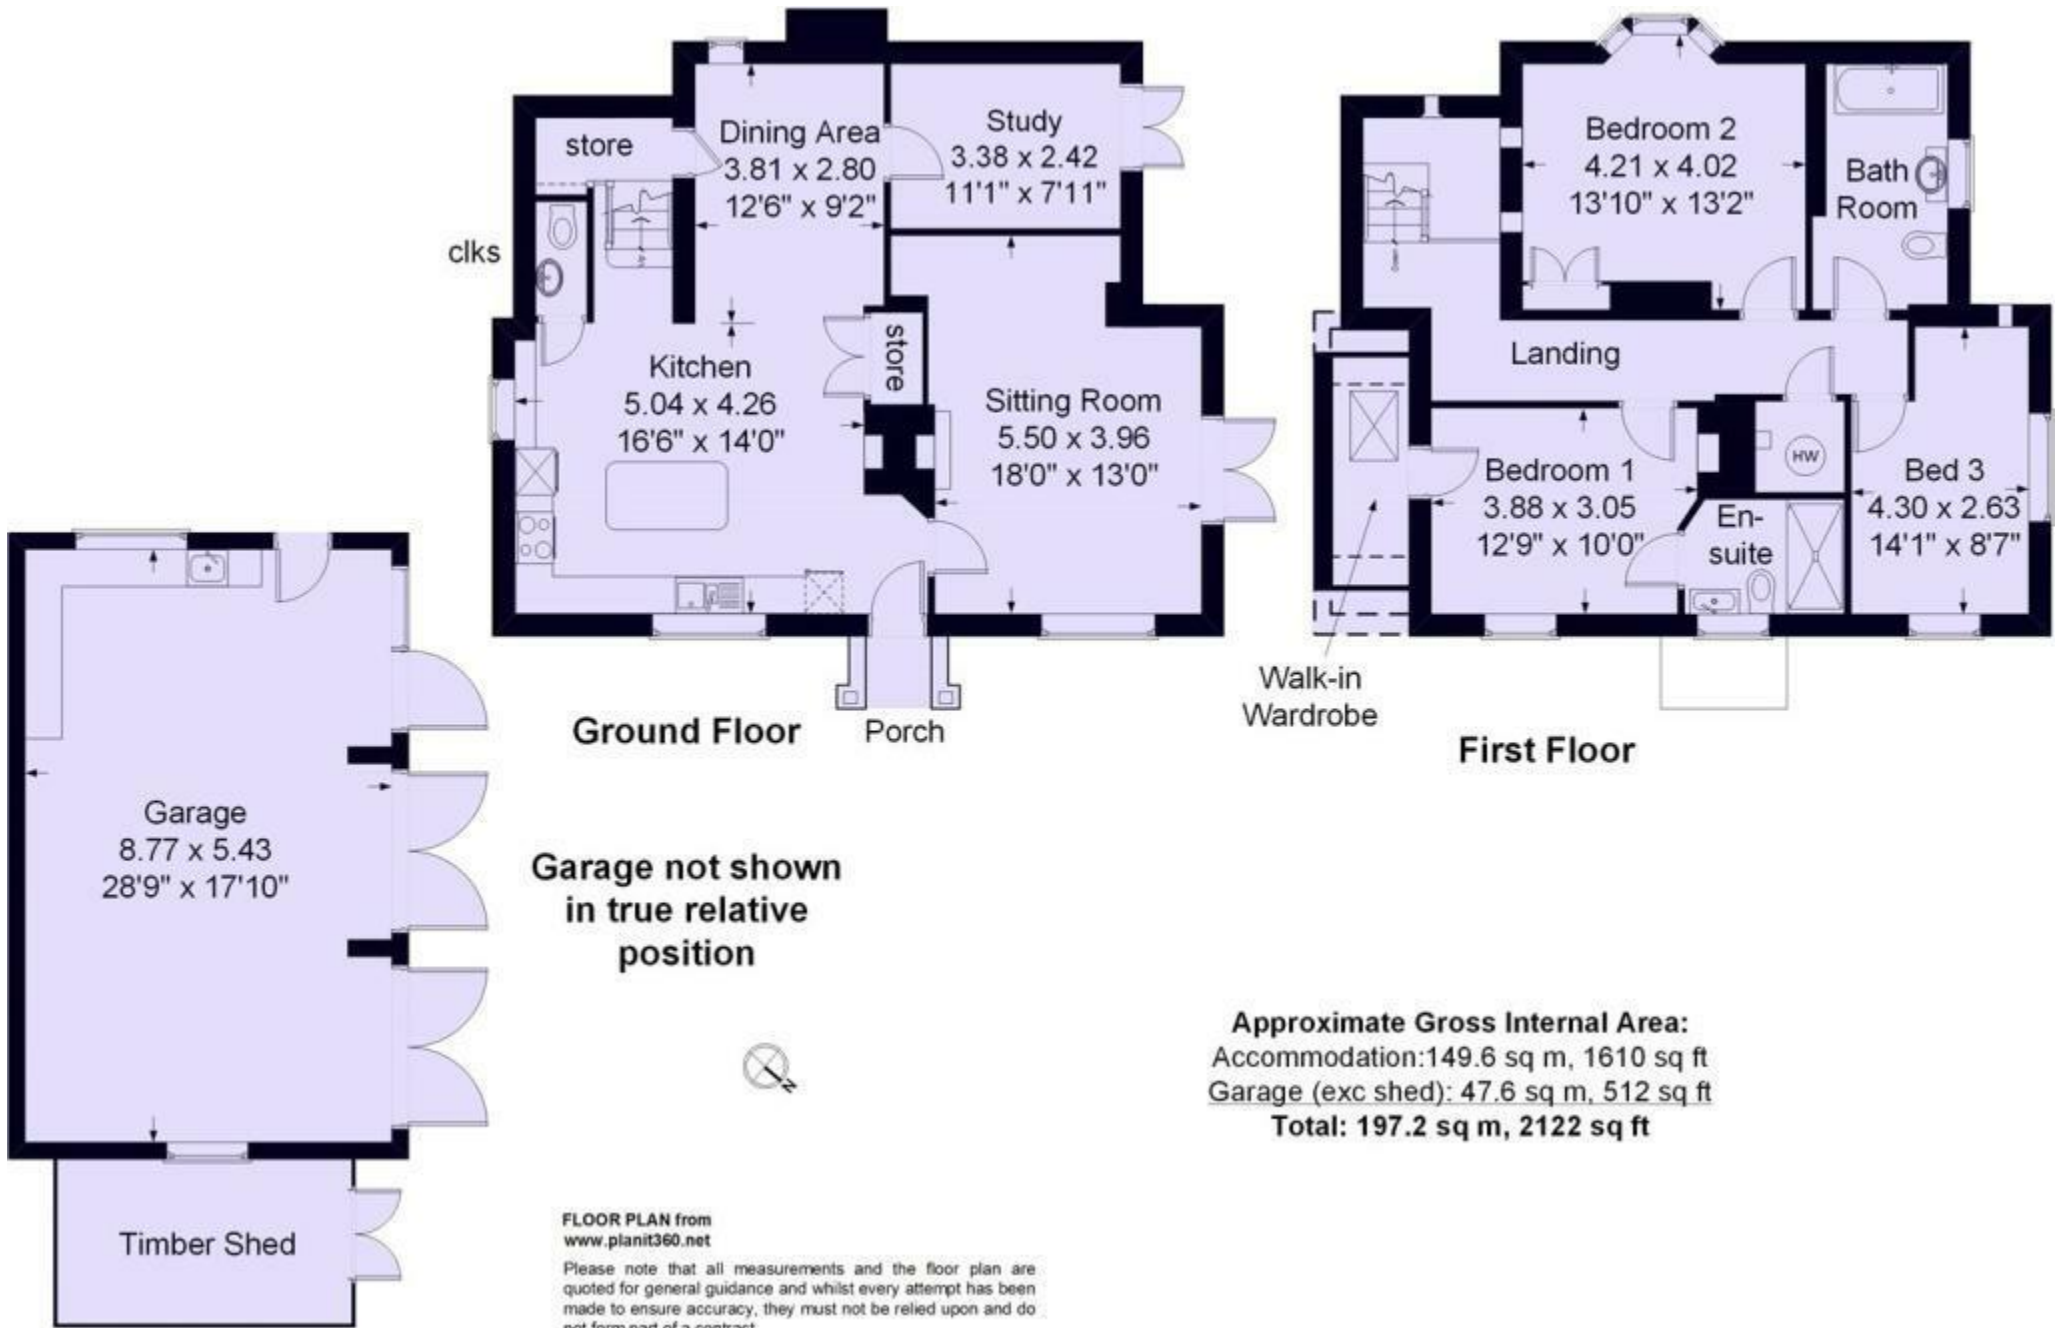 store
Dining Area
3.81 x 2.80
12'6" x 9'2"
Study
3.38 x 2.42
11'1" x 7'11"
clks
Kitchen
5.04 x 4.26
16'6" x 14'0"
store
Sitting Room
5.50 x 3.96
18'0" x 13'0"
Ground Floor
Porch
Bedroom 2
4.21 x 4.02
13'10" x 13'2"
Bath
Room
Down
Landing
Bedroom 1
3.88 x 3.05
12'9" x 10'0"
HW
En-
suite
Bed 3
4.30 x 2.63
14'1" x 8'7"
Walk-in
Wardrobe
First Floor
Garage
8.77 x 5.43
28'9" x 17'10"
Garage not shown
in true relative
position
N
Timber Shed
Approximate Gross Internal Area:
Accommodation:149.6 sq m, 1610 sq ft
Garage (exc shed): 47.6 sq m, 512 sq ft
Total: 197.2 sq m, 2122 sq ft
FLOOR PLAN from
www.planit360.net
Please note that all measurements and the floor plan are
quoted for general guidance and whilst every attempt has been
made to ensure accuracy, they must not be relied upon and do
not form part of a contract